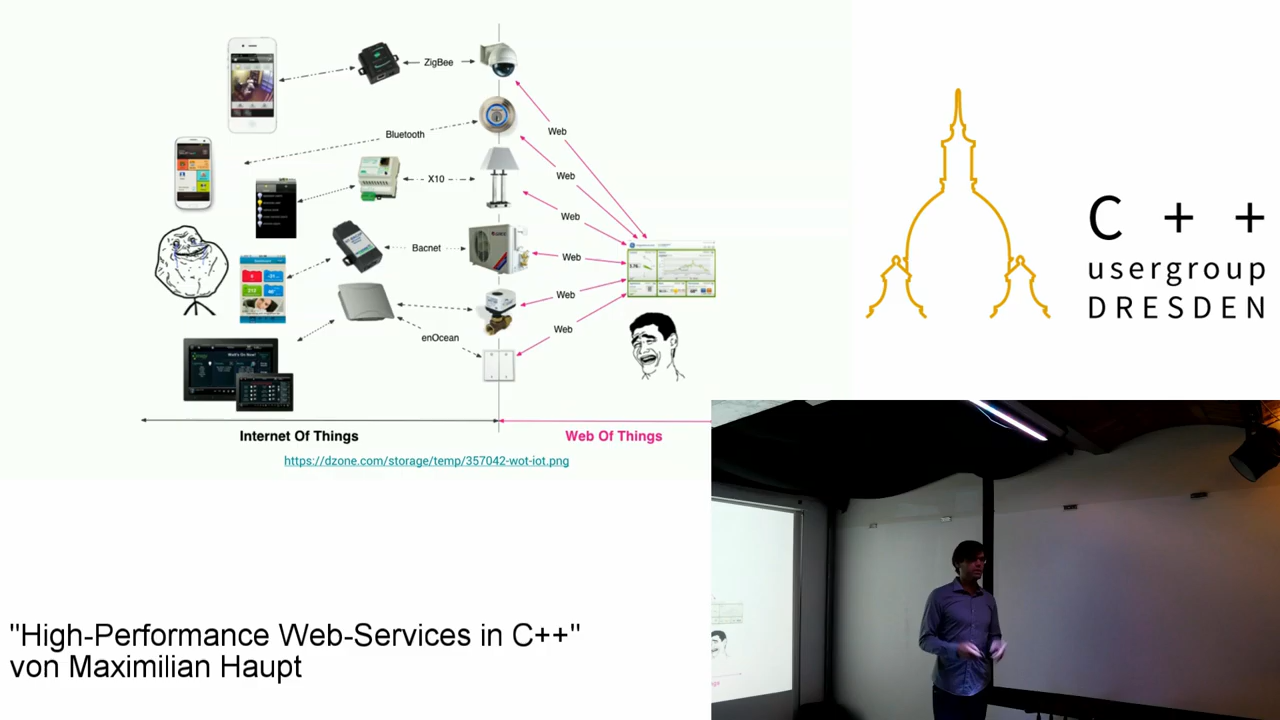 ZigBee
Web
Bluetooth
Web
X10
Web
Bacnet
Web
Web
Web
enOcean
Internet Of Things
Web Of Things
https://dzone.com/storage/temp/357042-wot-iot.png
C + +
usergroup
DRESDEN
"High-Performance Web-Services in C++"
von Maximilian Haupt